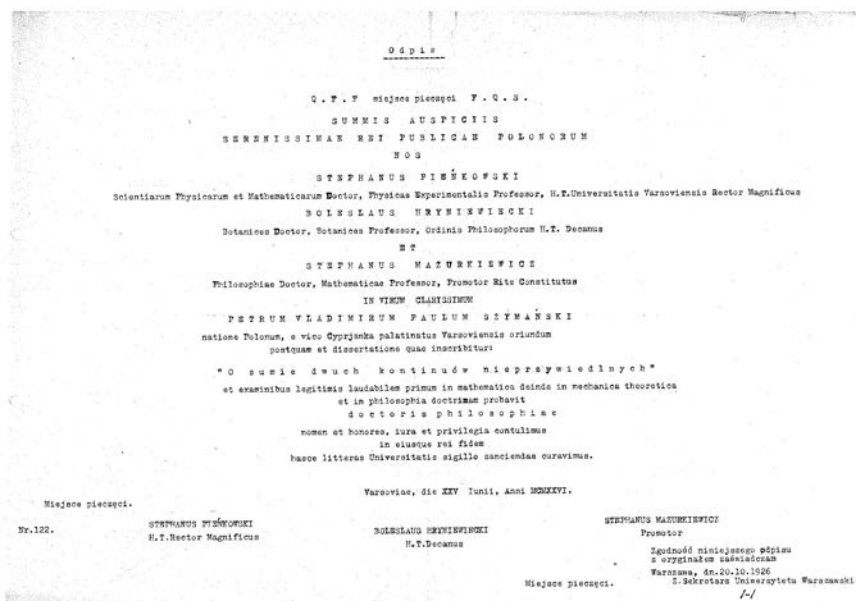 Odpis
Q.F.F miejsce pieczęci F.Q.S.
SUMMIS AUSPICIIS
SERENISSIMAE REI PUBLICAE POLONORUM
NOS
STEPHANUS PIEŃKOWSKI
Scientiarum Physicarum et Mathematicarum Doctor, Physicae Experimentalis Professor, H.T.Universitatis Varsoviensis Rector Magnificus
BOLESLAUS HRYNIEWIECKI
Botanices Doctor, Botanices Professor, Ordinis Philosophorum H.T. Decanus
ET
STEPHANUS MAZURKIEWICZ
Philosophiae Doctor, Mathematicae Professor, Promotor Rite Constitutus
IN VIRUM CLARISSIMUM
PETRUM VLADIMIRUM PAULUM SZYMAŃSKI
natione Polonum, e vico Cyprjanka palatinatus Varsoviensis oriundum
postquam et dissertatione quae inscribitur:
"O sumie dwuch kontinuów nieprzywiedlnych"
et examinibus legitimis laudabilem primum in mathematica deinde in mechanica theoretica
et in philosophia doctrinam probavit
doctoris philosophiae
nomen et honores, iura et privilegia contulimus
in eiusque rei fidem
hasce litteras Universitatis sigillo sanciendas curavimus.
Varsoviae, die XXV Iunii, Anni MCMXXVI.
Miejsce pieczęci.
Nr.122.
STEPHANUS PIEŃKOWSKI
H.T.Rector Magnificus
BOLESLAUS HRYNIEWIECKI
H.T.Decanus
STEPHANUS MAZURKIEWICZ
Promotor
Zgodność niniejszego odpisu
z oryginałem zaświadczam
Warszawa, dn.20.10.1926
Miejsce pieczęci. Z.Sekretarz Uniwersytetu Warszawski
/-/